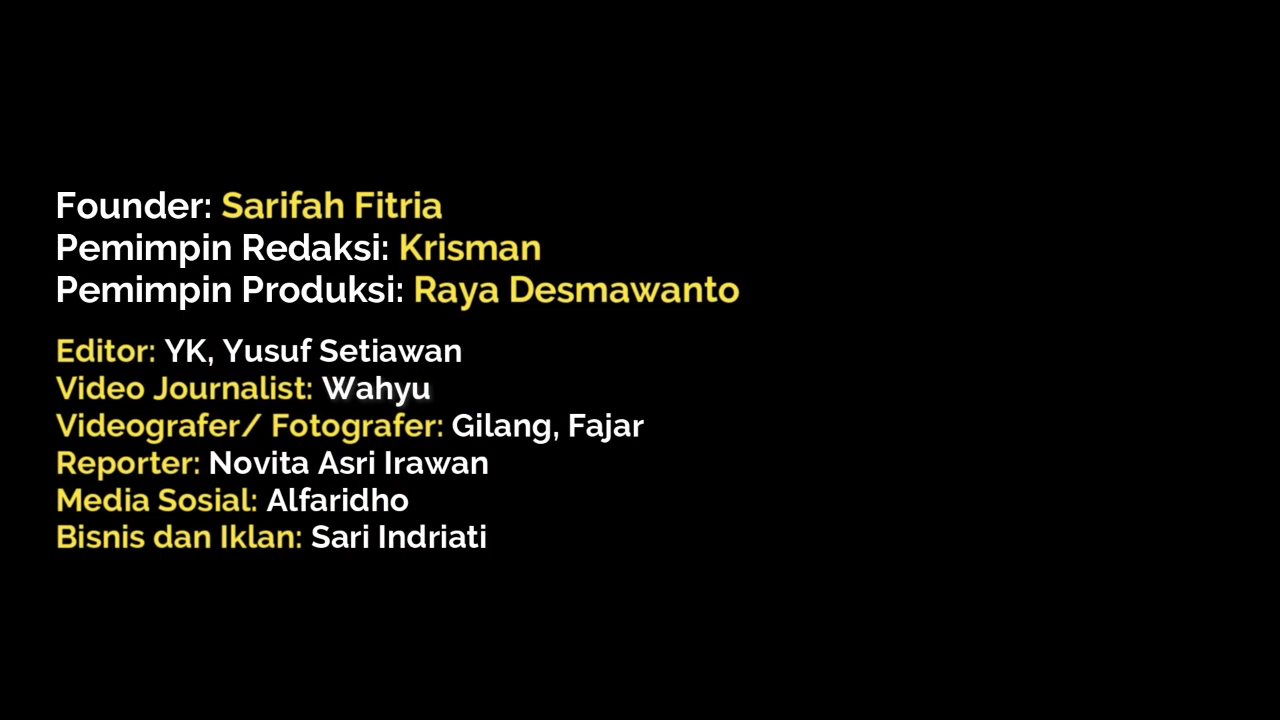 Founder: Sarifah Fitria
Pemimpin Redaksi: Krisman
Pemimpin Produksi: Raya Desmawanto
Editor: YK, Yusuf Setiawan
Video Journalist: Wahyu
Videografer/ Fotografer: Gilang, Fajar
Reporter: Novita Asri Irawan
Media Sosial: Alfaridho
Bisnis dan Iklan: Sari Indriati